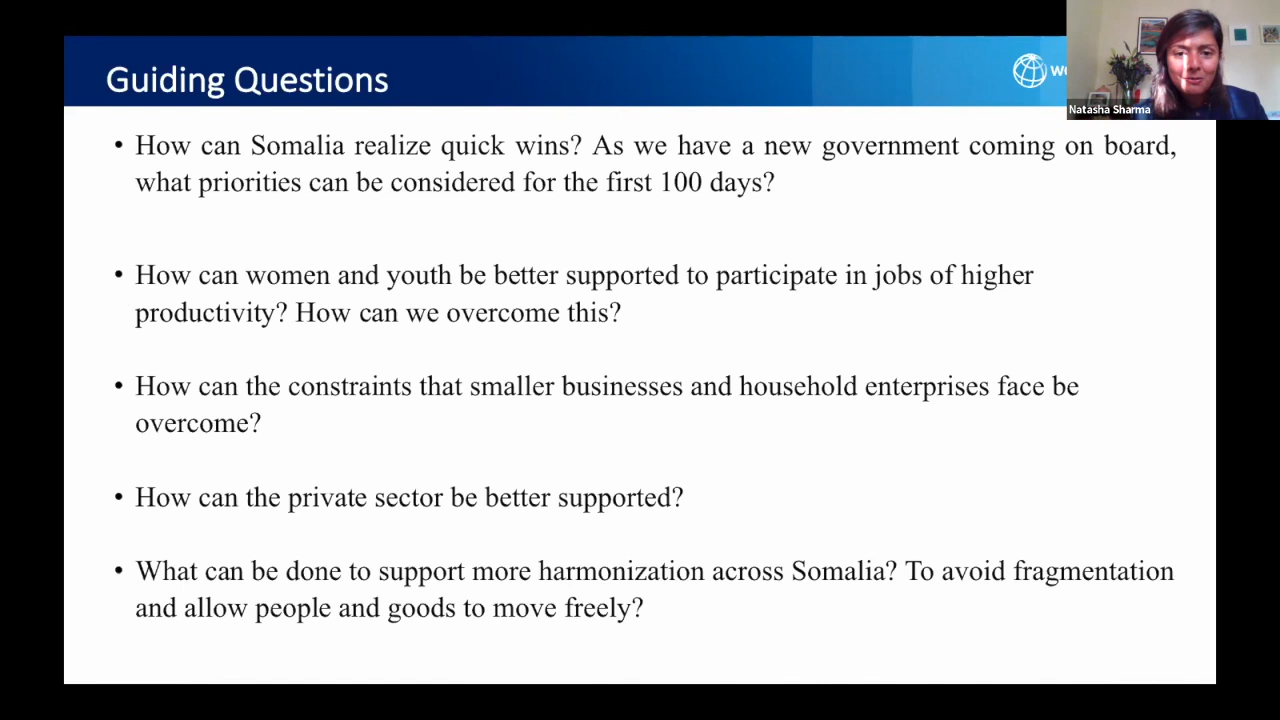 Guiding Questions
Natasha Sharma
• How can Somalia realize quick wins? As we have a new government coming on board,
what priorities can be considered for the first 100 days?
• How can women and youth be better supported to participate in jobs of higher
productivity? How can we overcome this?
• How can the constraints that smaller businesses and household enterprises face be
overcome?
• How can the private sector be better supported?
• What can be done to support more harmonization across Somalia? To avoid fragmentation
and allow people and goods to move freely?